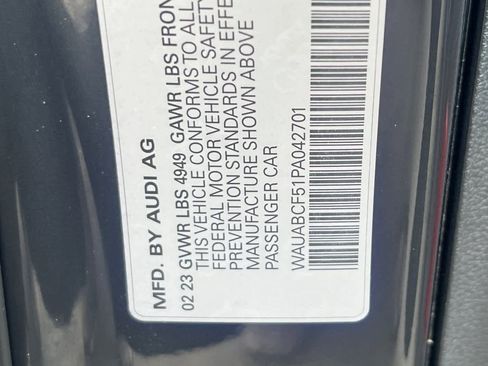 MFD. BY AUDI AG
02 23 GVWR LBS 4949 GAWR LBS FRON
THIS VEHICLE CONFORMS TO ALL
FEDERAL MOTOR VEHICLE SAFETY
PREVENTION STANDARDS IN EFFE
MANUFACTURE SHOWN ABOVE
PASSENGER CAR
WAUABCF51PA042701